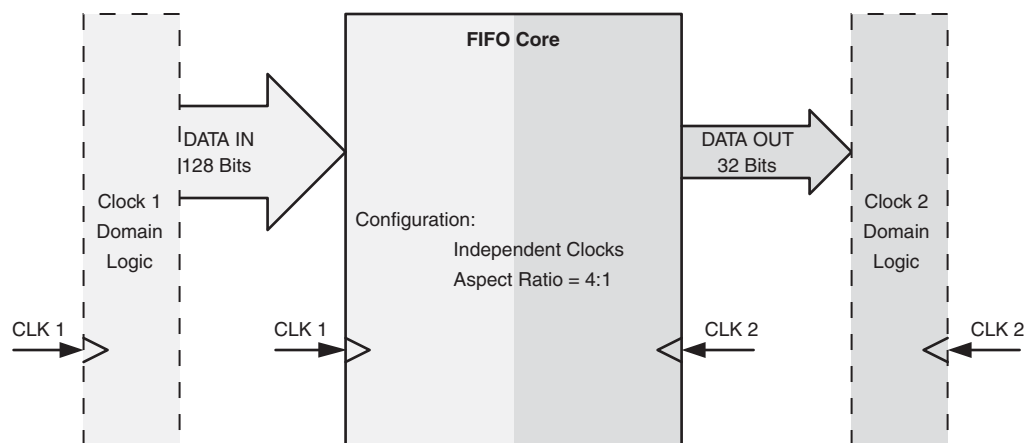 FIFO Core
DATA IN
128 Bits
DATA OUT
32 Bits
Clock 1
Domain
Logic
Configuration:
Independent Clocks
Aspect Ratio = 4:1
Clock 2
Domain
Logic
CLK 1
CLK 1
CLK 2
CLK 2